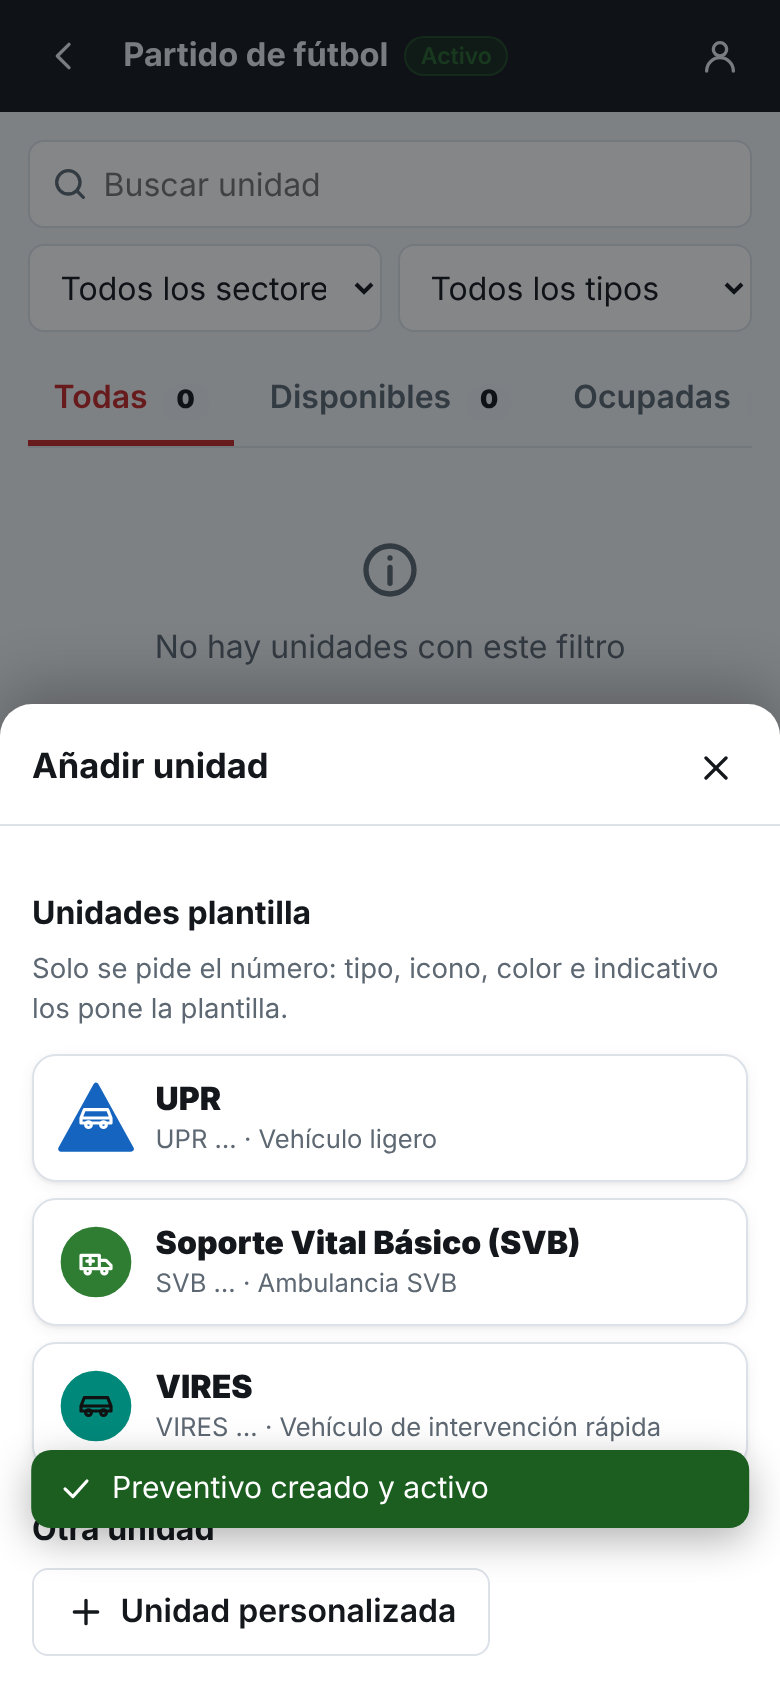 Partido de fútbol
Activo
Buscar unidad
Todos los sectore
Todos los tipos
Todas 0
Disponibles 0
Ocupadas
No hay unidades con este filtro
Añadir unidad
Unidades plantilla
Solo se pide el número: tipo, icono, color e indicativo
los pone la plantilla.
UPR
UPR ... · Vehículo ligero
Soporte Vital Básico (SVB)
SVB ... · Ambulancia SVB
VIRES
VIRES ... · Vehículo de intervención rápida
Preventivo creado y activo
Otra unidad
Unidad personalizada